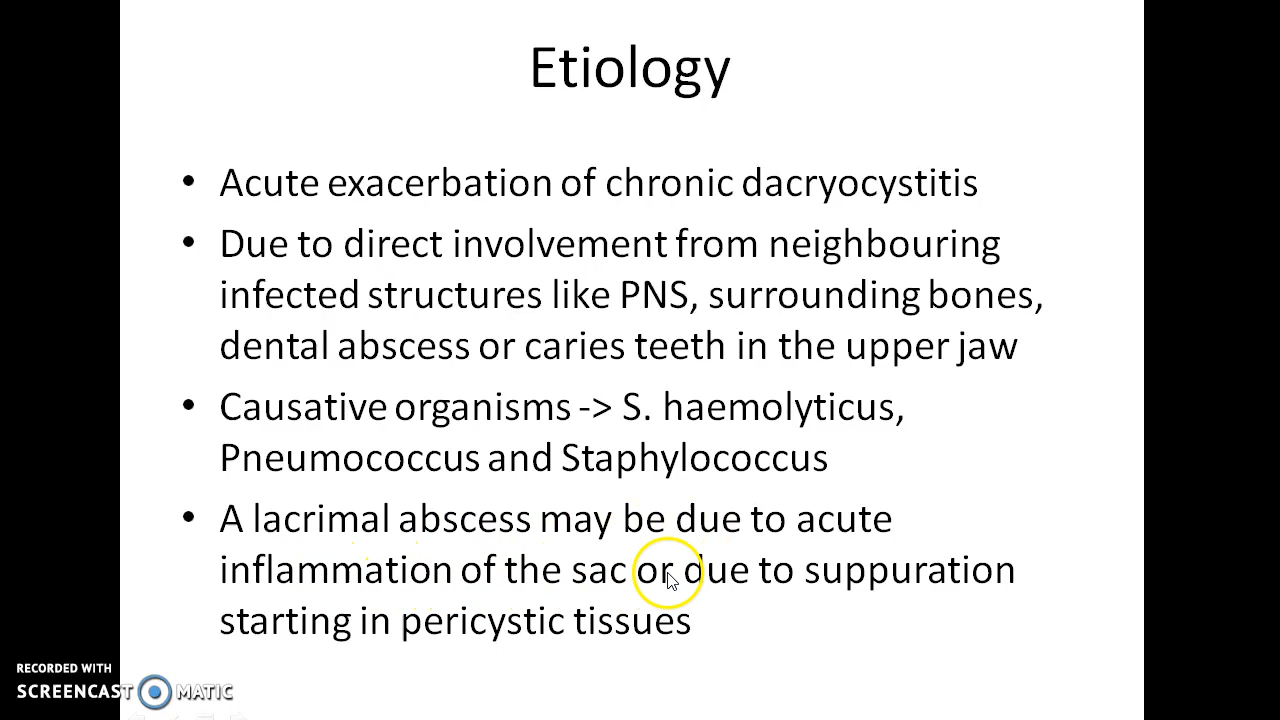 Etiology
• Acute exacerbation of chronic dacryocystitis
• Due to direct involvement from neighbouring
infected structures like PNS, surrounding bones,
dental abscess or caries teeth in the upper jaw
• Causative organisms -> S. haemolyticus,
Pneumococcus and Staphylococcus
• A lacrimal abscess may be due to acute
inflammation of the sac or due to suppuration
starting in pericystic tissues
RECORDED WITH
SCREENCAST MATIC